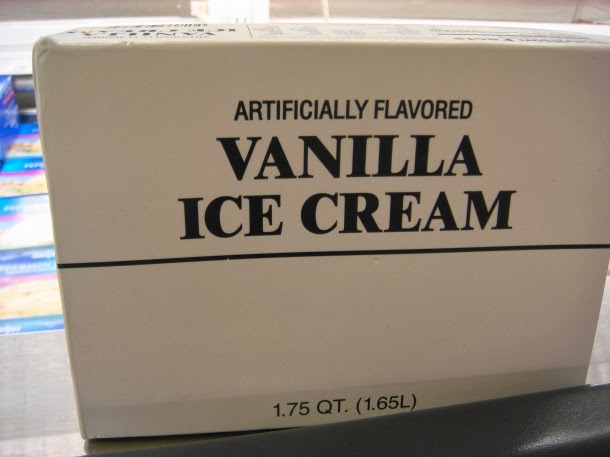 ARTIFICIALLY FLAVORED
VANILLA
ICE CREAM
1.75 QT. (1.65L)